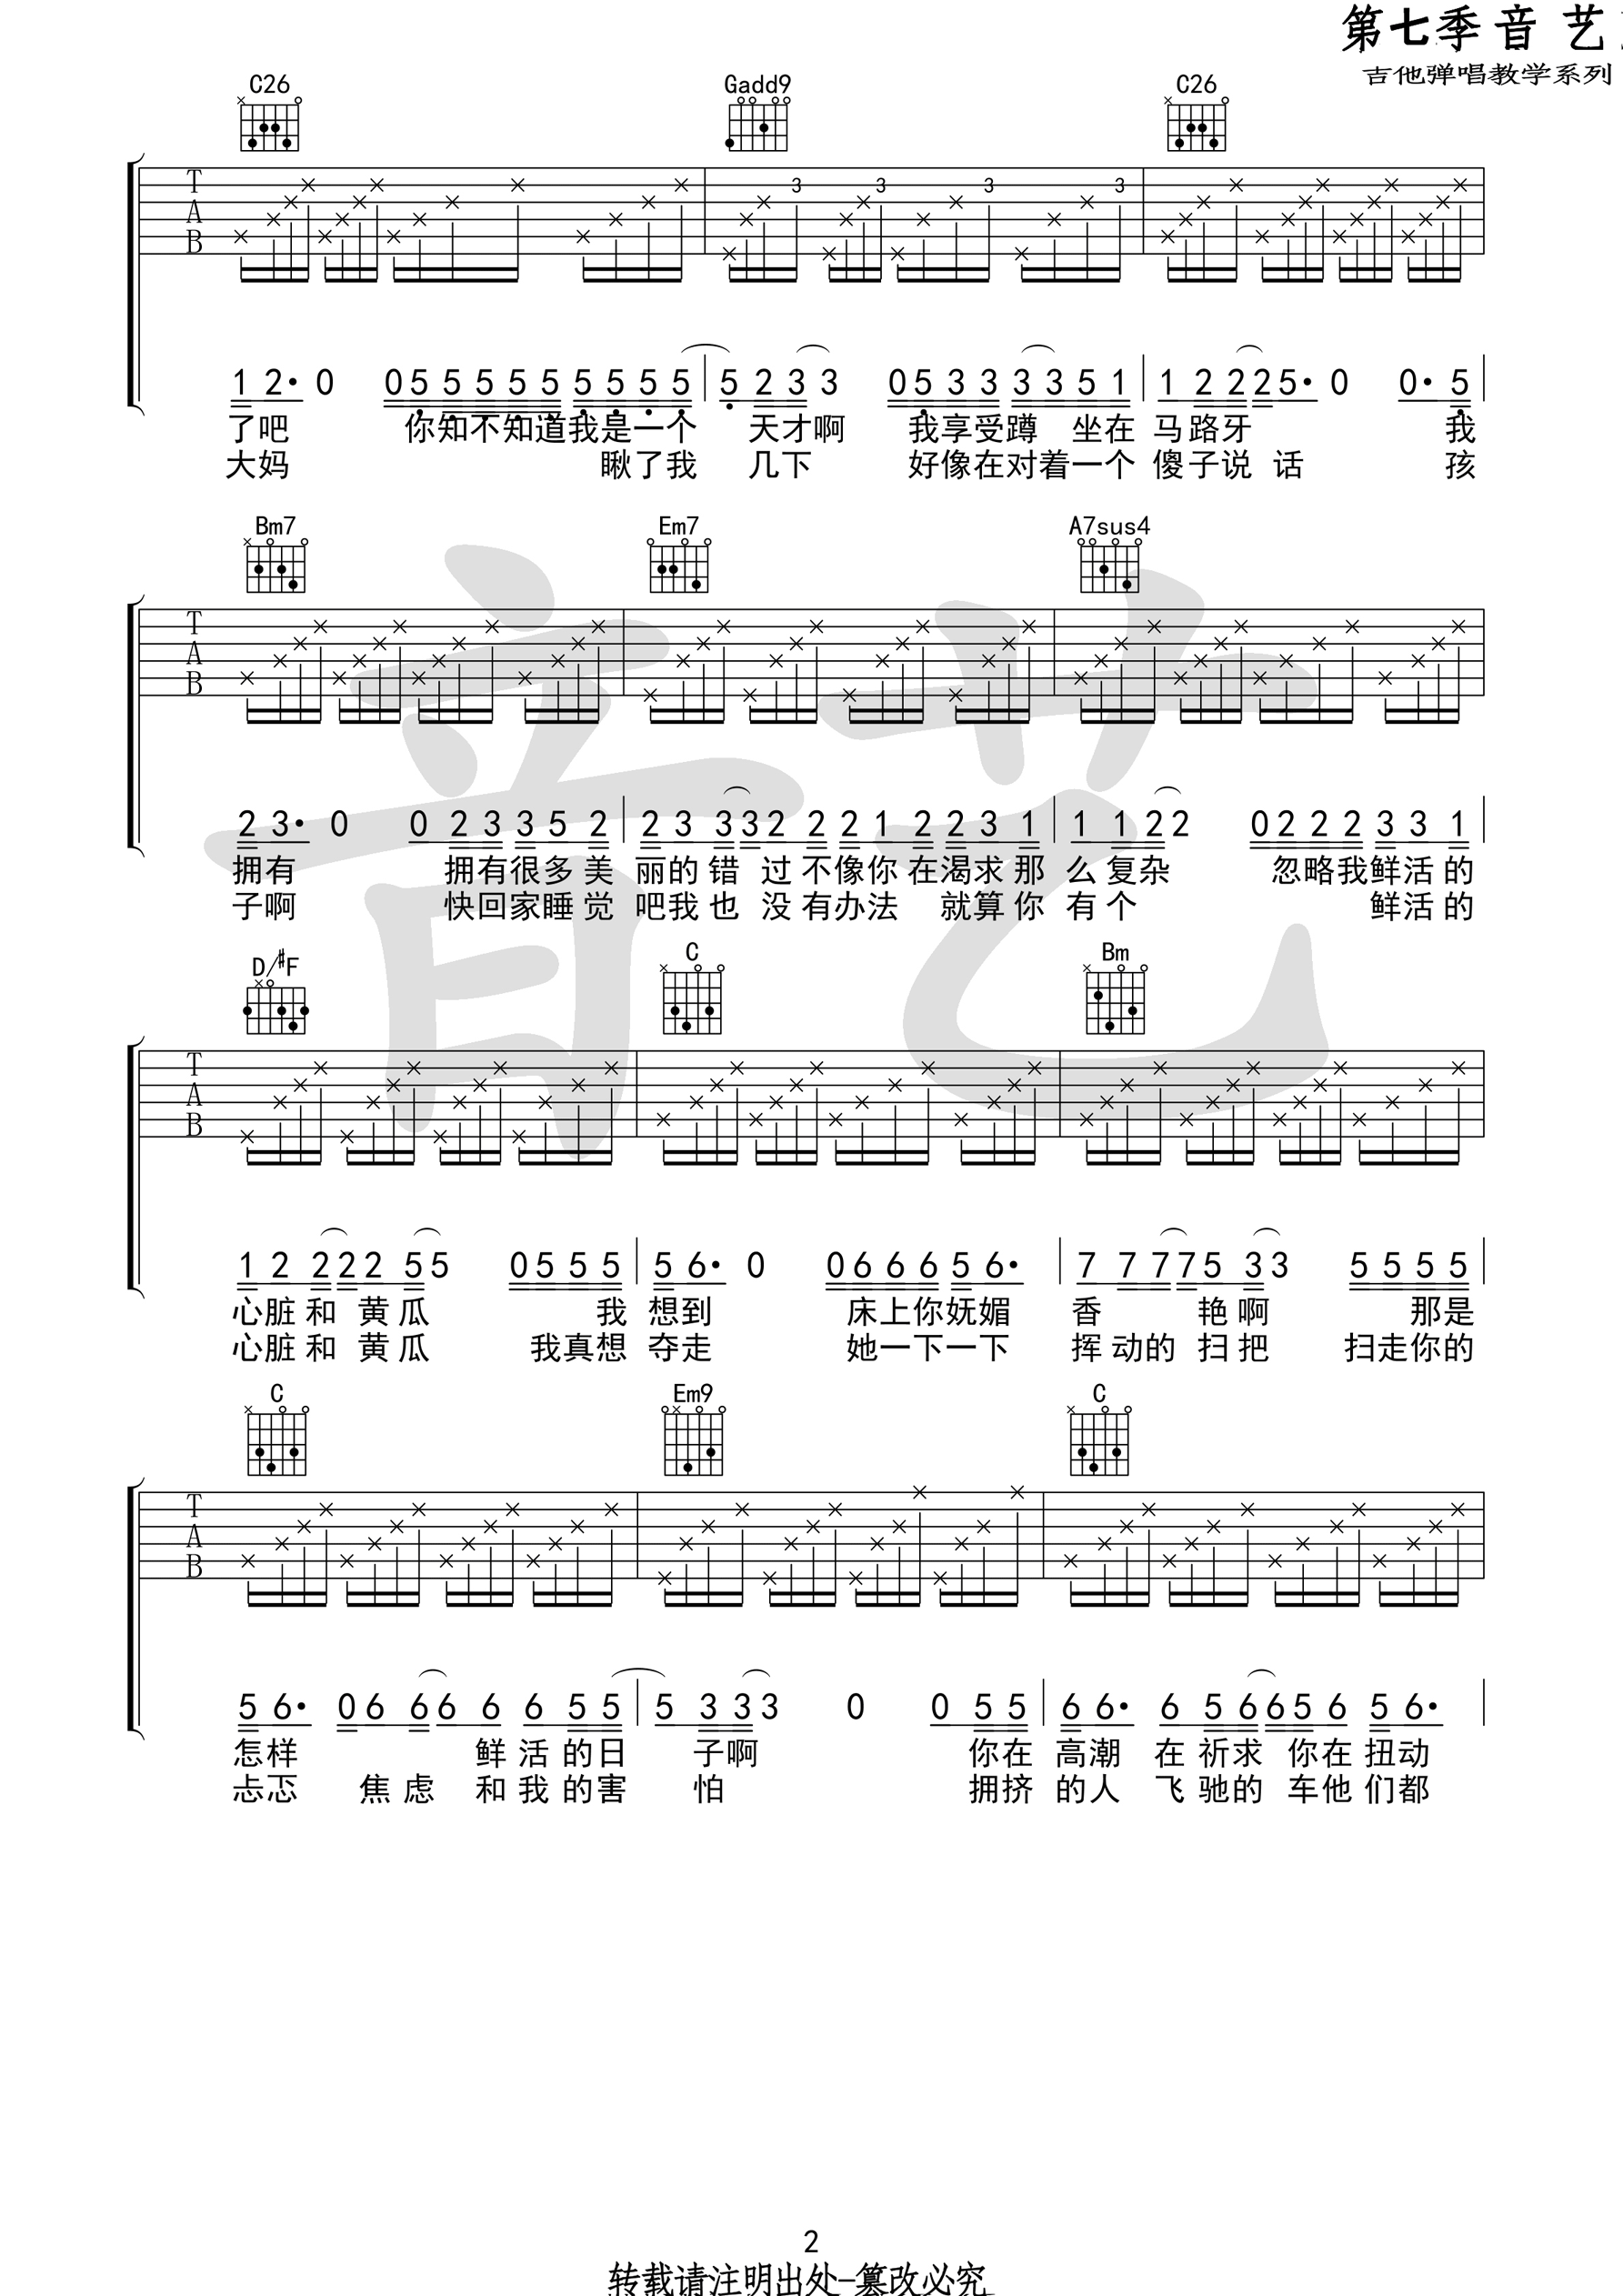 第七季音艺
吉他弹唱教学系列
C26 Gadd9 C26
T
A
B
3 3 3 3
1 2· 0 0 5 5 5 5 5 5 5 5 5 5 2 3 3 0 5 3 3 3 3 5 1 1 2 2 2 5· 0 0· 5
了吧 你知不知道我是一个 天才啊 我享受蹲 坐在 马路牙 我
大妈 瞅了我 几下 好像在对着一个 傻子说 话 孩
Bm7 Em7 A7sus4
T
A
B
2 3· 0 0 2 3 3 5 2 2 3 3 3 2 2 2 1 2 2 3 1 1 1 2 2 0 2 2 2 3 3 1
拥有 拥有很多 美 丽的 错 过 不像你 在渴求 那 么 复杂 忽略我鲜活 的
子啊 快回家睡 觉 吧我 也 没 有办法 就算 你 有 个 鲜活 的
D/#F C Bm
T
A
B
1 2 2 2 2 5 5 0 5 5 5 5 6· 0 0 6 6 6 5 6· 7 7 7 7 5 3 3 5 5 5 5
心脏 和 黄 瓜 我 想到 床上你妩媚 香 艳 啊 那是
心脏 和 黄 瓜 我真想 夺走 她一下一下 挥 动的 扫 把 扫走你的
C Em9 C
T
A
B
5 6· 0 6 6 6 6 6 5 5 5 3 3 3 0 0 5 5 6 6· 6 5 6 6 5 6 5 6·
怎样 鲜 活 的日 子啊 你在 高潮 在 祈求 你在 扭动
忐忑 焦 虑 和 我 的害 怕 拥挤 的人 飞 驰的 车他 们都
音艺
2
转载请注明出处-篡改必究